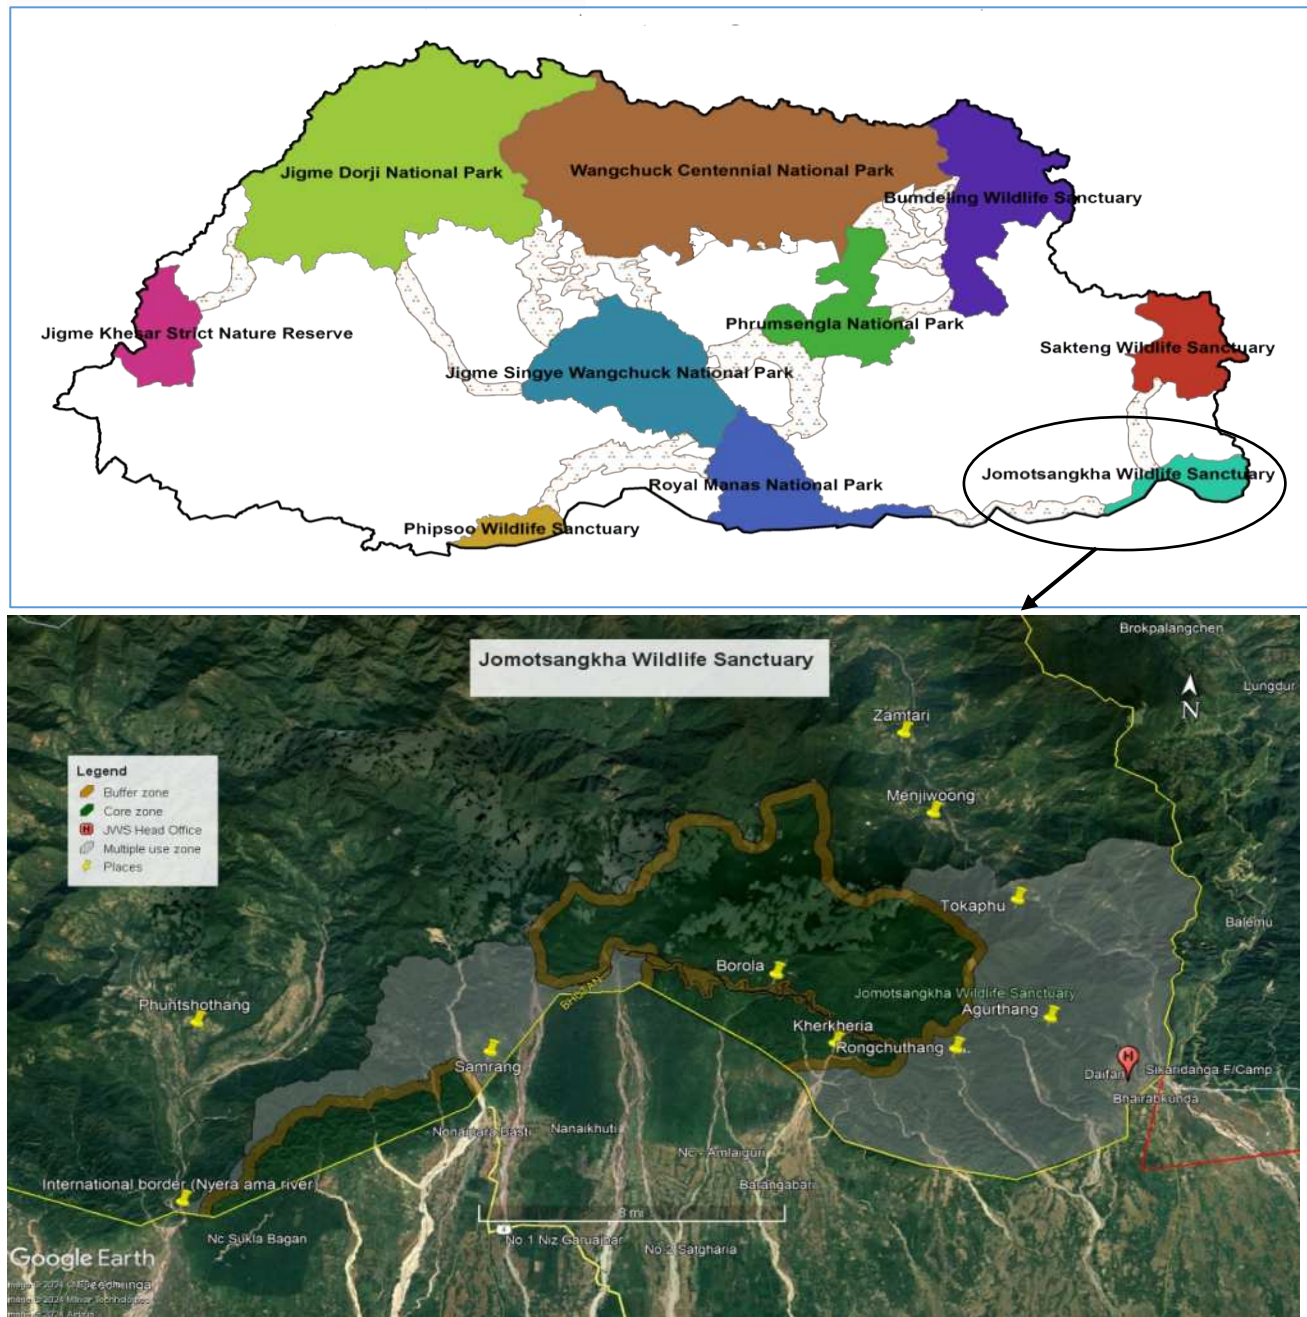 Jigme Dorji National Park
Wangchuck Centennial National Park
Bumdeling Wildlife Sanctuary
Jigme Khesar Strict Nature Reserve
Phrumsengla National Park
Sakteng Wildlife Sanctuary
Jigme Singye Wangchuck National Park
Jomotsangkha Wildlife Sanctuary
Royal Manas National Park
Phipsoo Wildlife Sanctuary
Jomotsangkha Wildlife Sanctuary
Brokpalangchen
Lungdur
N
Zamtari
Legend
Buffer zone
Core zone
H JWS Head Office
Multiple use zone
Places
Menjiwoong
Tokaphu
Balemu
Borola
BHUTAN
Jomotsangkha Wildlife Sanctuary
Phuntshothang
Agurthang
Kherkheria
Rongchuthang
Samrang
H
Daifam
Sikaridanga F/Camp
Bhairabkunda
Nonaipara Basti
Nanaikhuti
Nc - Amlaiguri
Batangabari
International border (Nyera ama river)
8 mi
Nc Sukla Bagan
No.1 Niz Garuajhar
No 2 Satgharia
Google Earth